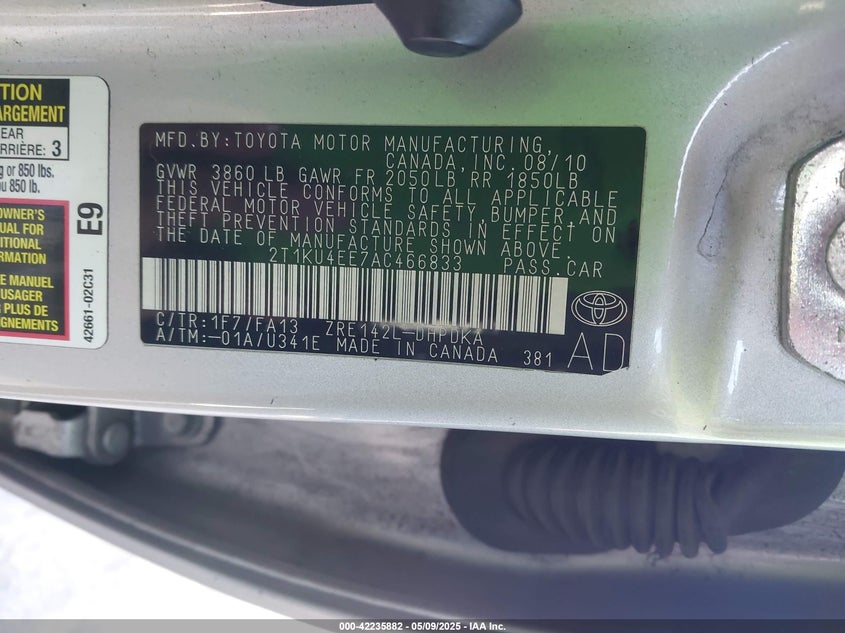 TION
ARGEMENT
EAR
ARRIÈRE: 3
g or 850 lbs.
u 850 lb.
OWNER'S
UAL FOR
DITIONAL
ORMATION
LE MANUEL
USAGER
PLUS DE
GNEMENTS
E9
42661-02C31
MFD.BY:TOYOTA MOTOR MANUFACTURING,
CANADA,INC.08/10
GVWR 3860 LB GAWR FR 2050LB RR 1850LB
THIS VEHICLE CONFORMS TO ALL APPLICABLE
FEDERAL MOTOR VEHICLE SAFETY,BUMPER,AND
THEFT PREVENTION STANDARDS IN EFFECT ON
THE DATE OF MANUFACTURE SHOWN ABOVE.
2T1KU4EE7AC466833 PASS.CAR
C/TR:1F7/FA13 ZRE142L-DHPDKA
A/TM:-01A/U341E MADE IN CANADA 381
AD
000-42235882 - 05/09/2025 - IAA Inc.